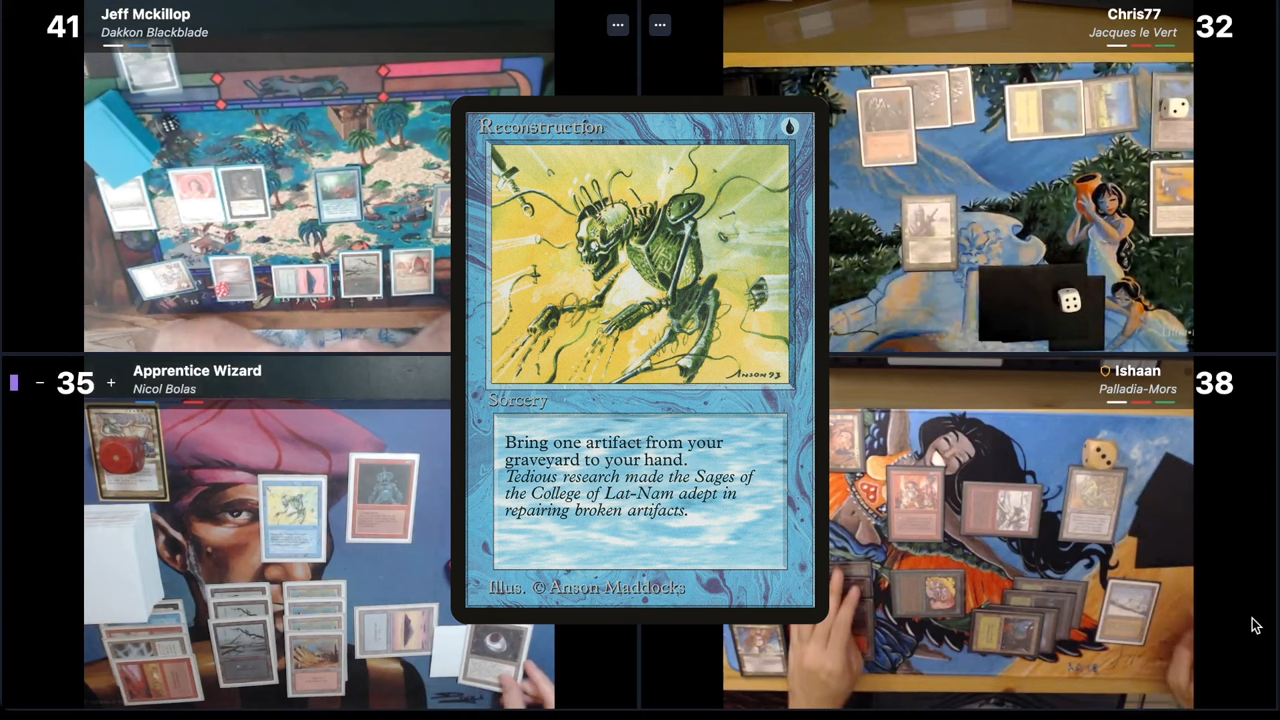 41
Jeff Mckillop
Dakkon Blackblade
Chris77
Jacques le Vert
32
Reconstruction
Sorcery
Bring one artifact from your
graveyard to your hand.
Tedious research made the Sages of
the College of Lat-Nam adept in
repairing broken artifacts.
Illus. © Anson Maddocks
ANSON 93
- 35 +
Apprentice Wizard
Nicol Bolas
Ishaan
Palladia-Mors
38